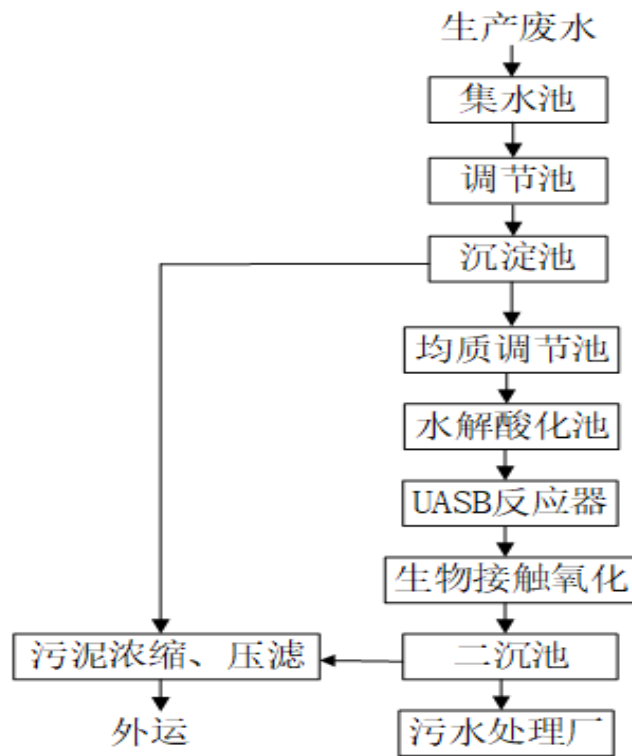 生产废水
集水池
调节池
沉淀池
均质调节池
水解酸化池
UASB反应器
生物接触氧化
污泥浓缩、压滤
二沉池
外运
污水处理厂